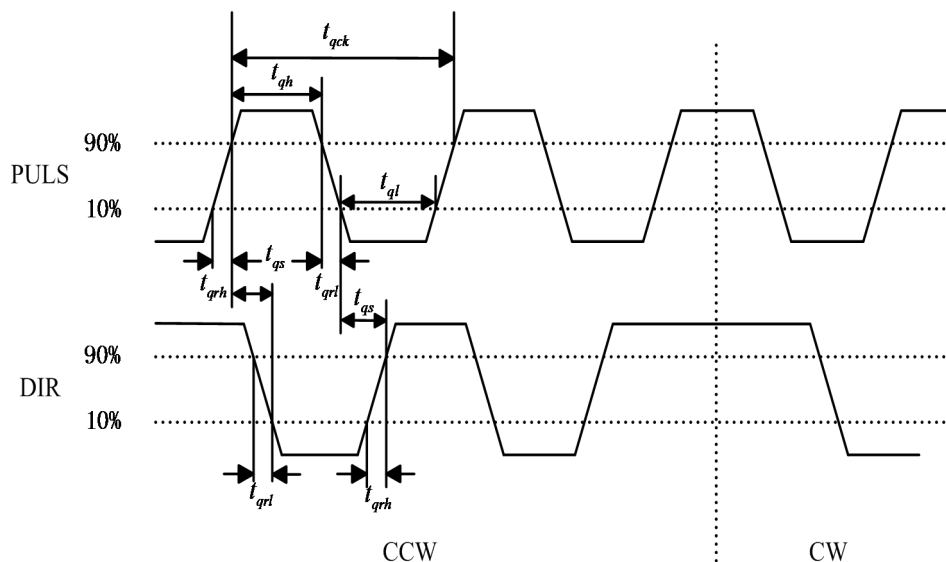 t_qck
t_qh
90%
PULS
t_ql
10%
t_qs
t_qrh
t_qrl
t_qs
90%
DIR
10%
t_qrl
t_qrh
CCW
CW